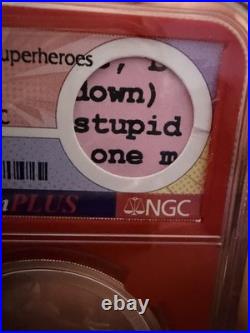 uperheroes
down)
stupid
one m
PLUS
NGC